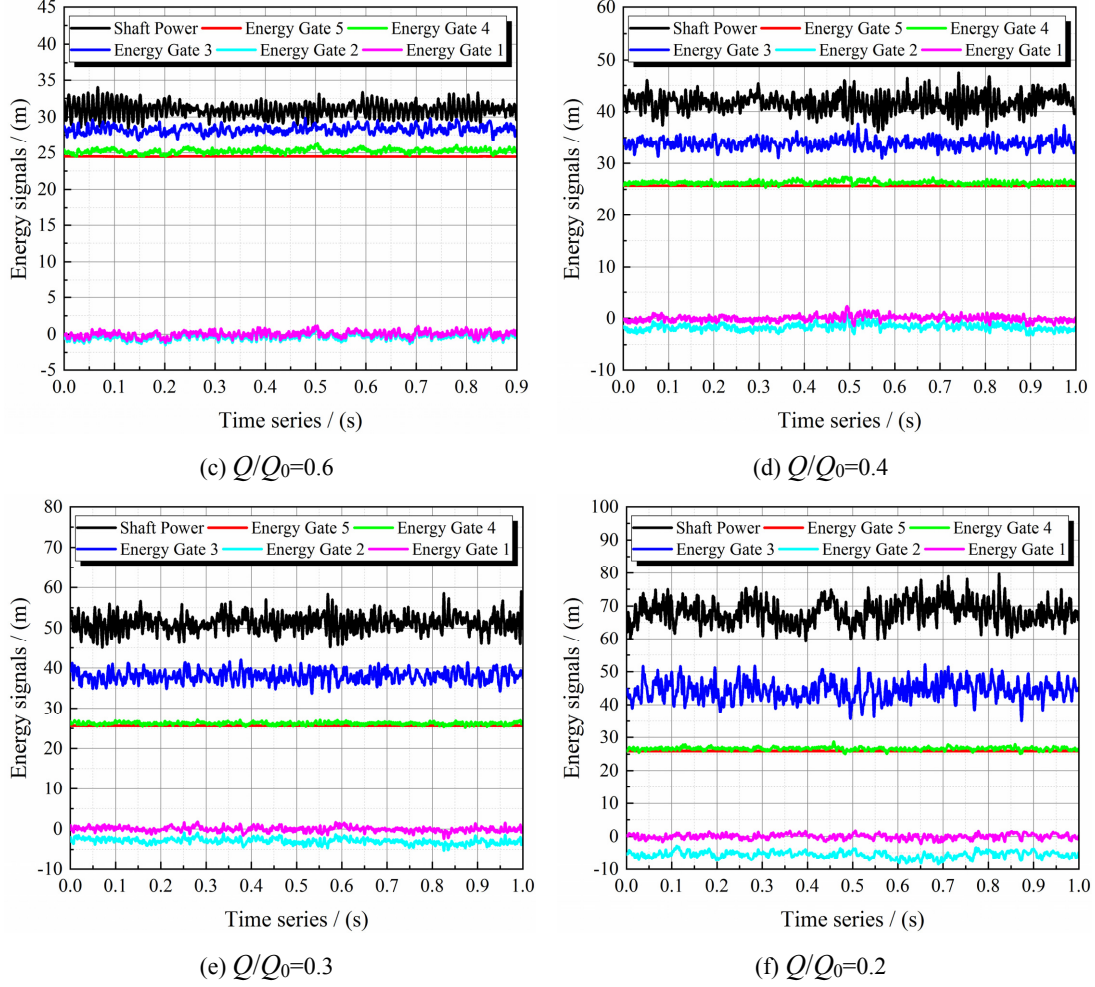 45
40
35
30
25
20
15
10
5
0
-5
Energy signals / (m)
Shaft Power Energy Gate 5 Energy Gate 4
Energy Gate 3 Energy Gate 2 Energy Gate 1
0.0 0.1 0.2 0.3 0.4 0.5 0.6 0.7 0.8 0.9
Time series / (s)
(c) Q/Q0=0.6
60
50
40
30
20
10
0
-10
Energy signals / (m)
Shaft Power Energy Gate 5 Energy Gate 4
Energy Gate 3 Energy Gate 2 Energy Gate 1
0.0 0.1 0.2 0.3 0.4 0.5 0.6 0.7 0.8 0.9 1.0
Time series / (s)
(d) Q/Q0=0.4
80
70
60
50
40
30
20
10
0
-10
Energy signals / (m)
Shaft Power Energy Gate 5 Energy Gate 4
Energy Gate 3 Energy Gate 2 Energy Gate 1
0.0 0.1 0.2 0.3 0.4 0.5 0.6 0.7 0.8 0.9 1.0
Time series / (s)
(e) Q/Q0=0.3
100
90
80
70
60
50
40
30
20
10
0
-10
Energy signals / (m)
Shaft Power Energy Gate 5 Energy Gate 4
Energy Gate 3 Energy Gate 2 Energy Gate 1
0.0 0.1 0.2 0.3 0.4 0.5 0.6 0.7 0.8 0.9 1.0
Time series / (s)
(f) Q/Q0=0.2